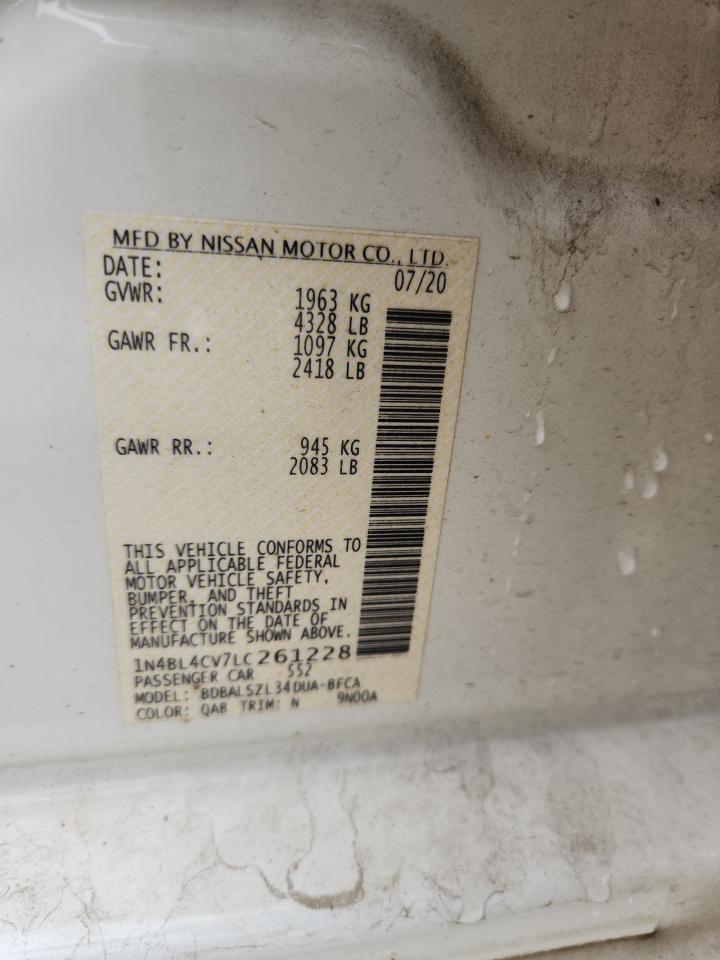 MFD BY NISSAN MOTOR CO., LTD.
DATE: 07/20
GVWR: 1963 KG
4328 LB
GAWR FR.: 1097 KG
2418 LB
GAWR RR.: 945 KG
2083 LB
THIS VEHICLE CONFORMS TO
ALL APPLICABLE FEDERAL
MOTOR VEHICLE SAFETY,
BUMPER, AND THEFT
PREVENTION STANDARDS IN
EFFECT ON THE DATE OF
MANUFACTURE SHOWN ABOVE.
1N4BL4CV7LC261228
PASSENGER CAR 552
MODEL: BDBALSZL34DUA-BFCA
COLOR: QAB TRIM: N 9N00A